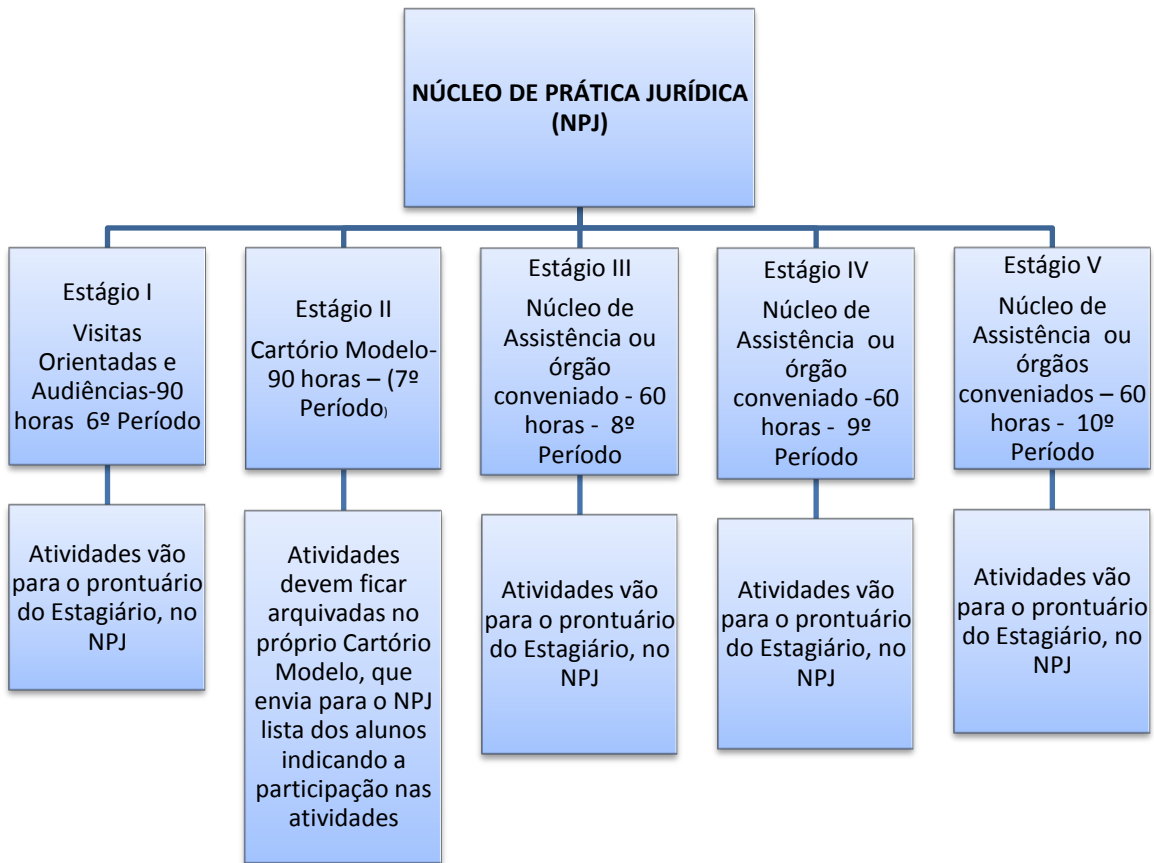 NÚCLEO DE PRÁTICA JURÍDICA
(NPJ)
Estágio I
Visitas
Orientadas e
Audiências-90
horas 6º Período
Estágio II
Cartório Modelo-
90 horas – (7º
Período)
Estágio III
Núcleo de
Assistência ou
órgão
conveniado - 60
horas - 8º
Período
Estágio IV
Núcleo de
Assistência ou
órgão
conveniado -60
horas - 9º
Período
Estágio V
Núcleo de
Assistência ou
órgãos
conveniados – 60
horas - 10º
Período
Atividades vão
para o prontuário
do Estagiário, no
NPJ
Atividades
devem ficar
arquivadas no
próprio Cartório
Modelo, que
envia para o NPJ
lista dos alunos
indicando a
participação nas
atividades
Atividades vão
para o prontuário
do Estagiário, no
NPJ
Atividades vão
para o prontuário
do Estagiário, no
NPJ
Atividades vão
para o prontuário
do Estagiário, no
NPJ